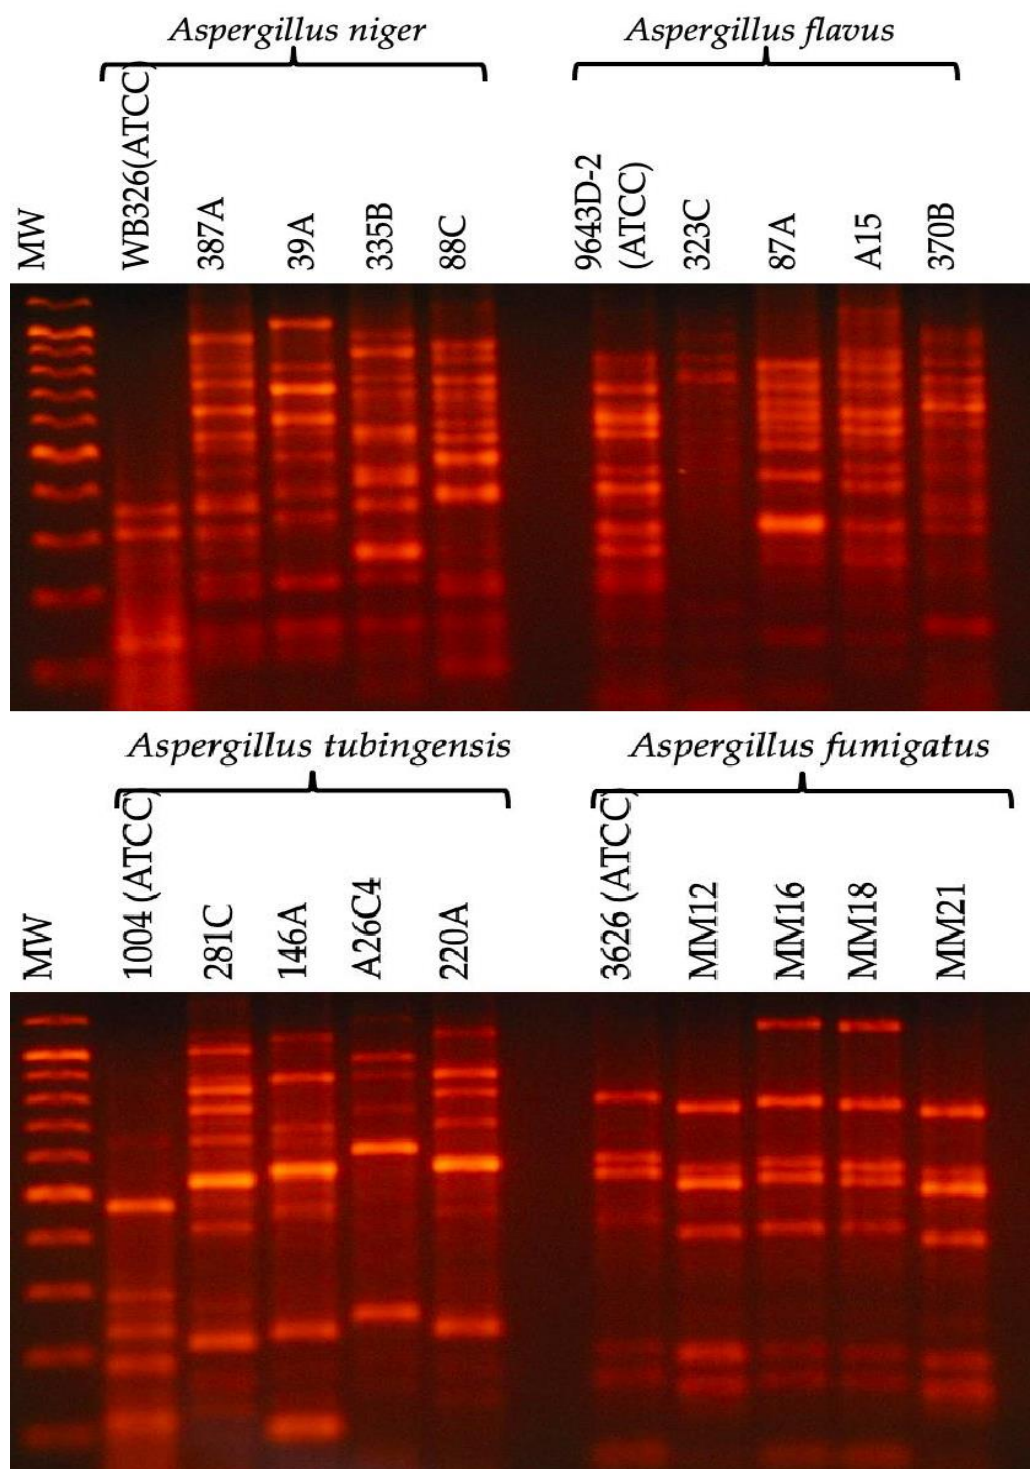 Aspergillus niger
Aspergillus flavus
MW
WB326(ATCC)
387A
39A
335B
88C
9643D-2
(ATCC)
323C
87A
A15
370B
Aspergillus tubingensis
Aspergillus fumigatus
MW
1004 (ATCC)
281C
146A
A26C4
220A
3626 (ATCC)
MM12
MM16
MM18
MM21